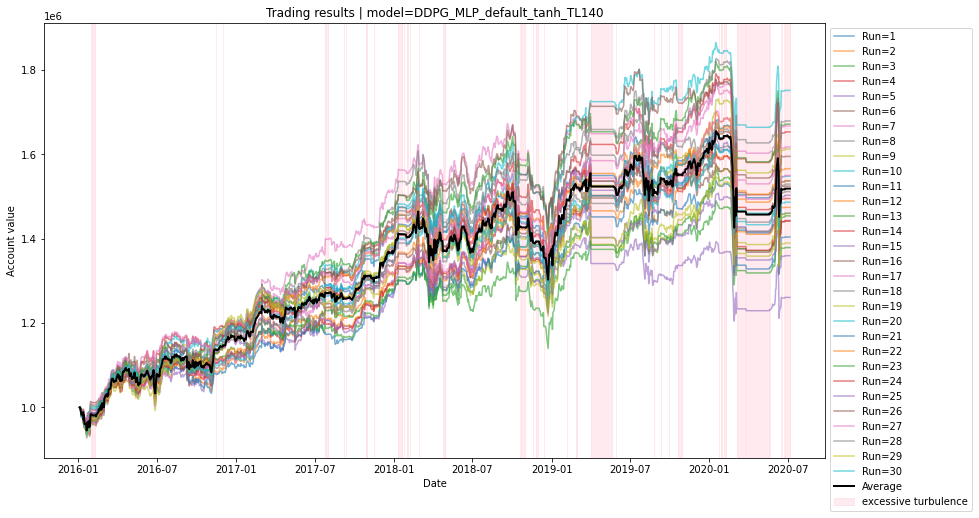 Trading results | model=DDPG_MLP_default_tanh_TL140
1e6
1.8
1.6
1.4
1.2
1.0
Account value
2016-01
2016-07
2017-01
2017-07
2018-01
2018-07
2019-01
2019-07
2020-01
2020-07
Date
Run=1
Run=2
Run=3
Run=4
Run=5
Run=6
Run=7
Run=8
Run=9
Run=10
Run=11
Run=12
Run=13
Run=14
Run=15
Run=16
Run=17
Run=18
Run=19
Run=20
Run=21
Run=22
Run=23
Run=24
Run=25
Run=26
Run=27
Run=28
Run=29
Run=30
Average
excessive turbulence